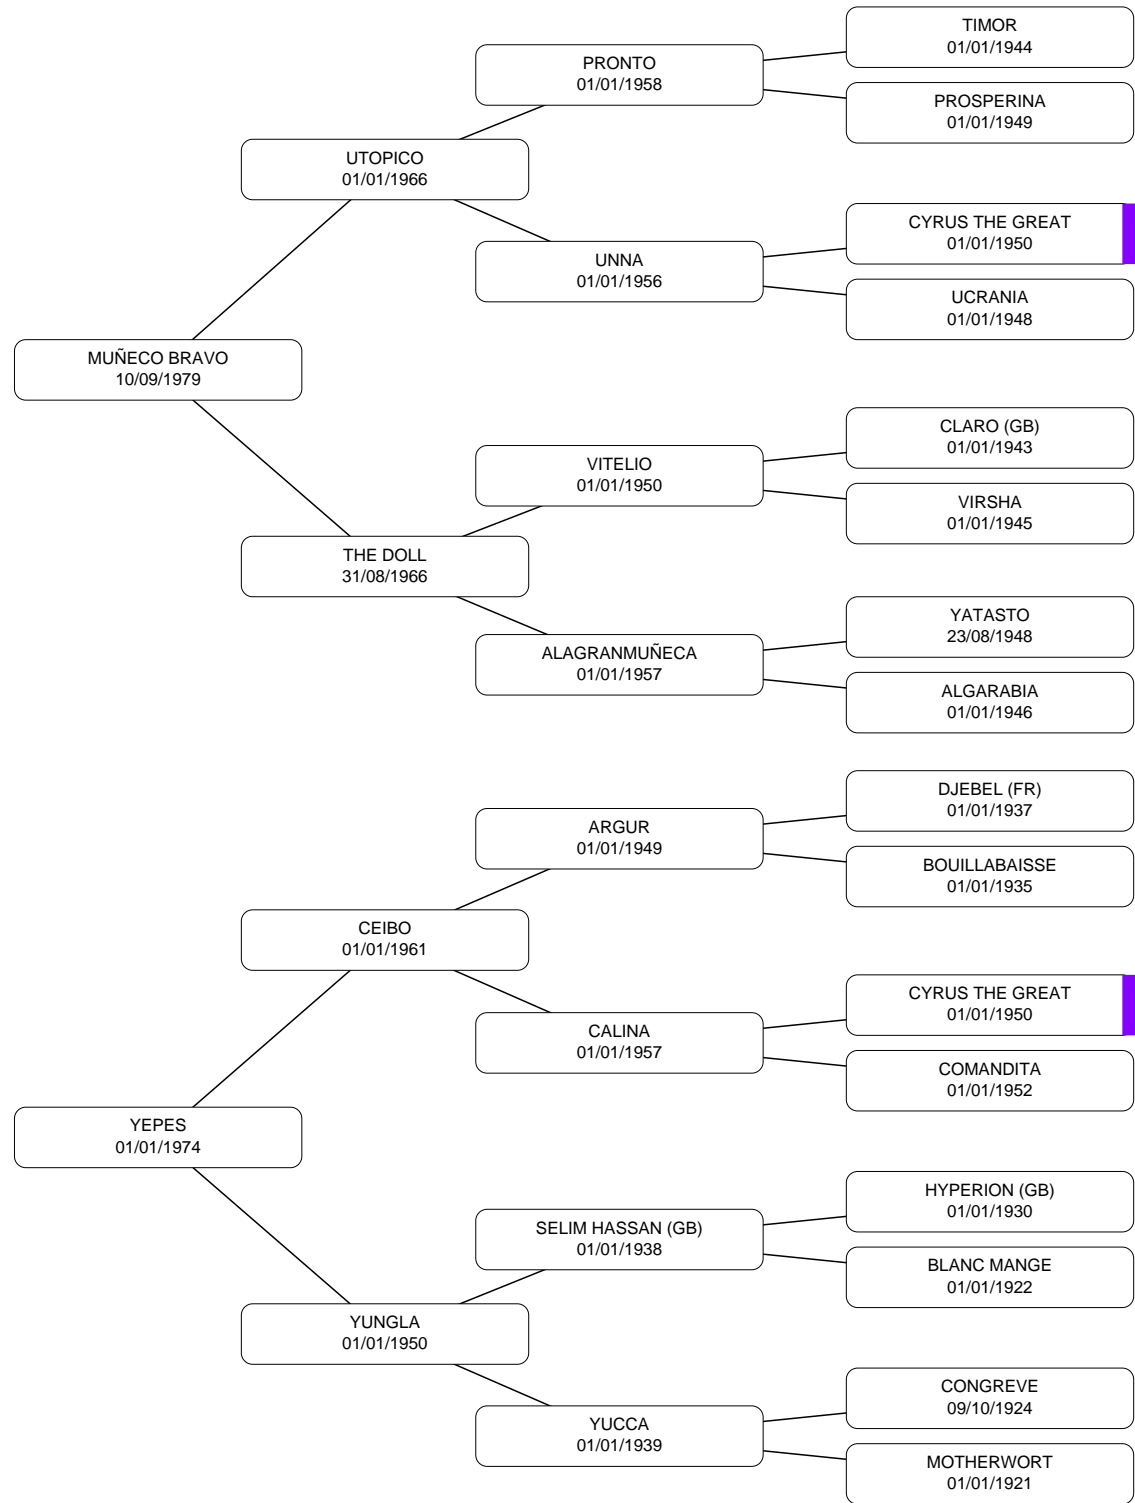 TIMOR
01/01/1944
PRONTO
01/01/1958
PROSPERINA
01/01/1949
UTOPICO
01/01/1966
CYRUS THE GREAT
01/01/1950
UNNA
01/01/1956
UCRANIA
01/01/1948
MUÑECO BRAVO
10/09/1979
CLARO (GB)
01/01/1943
VITELIO
01/01/1950
VIRSHA
01/01/1945
THE DOLL
31/08/1966
YATASTO
23/08/1948
ALAGRANMUÑECA
01/01/1957
ALGARABIA
01/01/1946
DJEBEL (FR)
01/01/1937
ARGUR
01/01/1949
BOUILLABAISSE
01/01/1935
CEIBO
01/01/1961
CYRUS THE GREAT
01/01/1950
CALINA
01/01/1957
COMANDITA
01/01/1952
YEPES
01/01/1974
HYPERION (GB)
01/01/1930
SELIM HASSAN (GB)
01/01/1938
BLANC MANGE
01/01/1922
YUNGLA
01/01/1950
CONGREVE
09/10/1924
YUCCA
01/01/1939
MOTHERWORT
01/01/1921